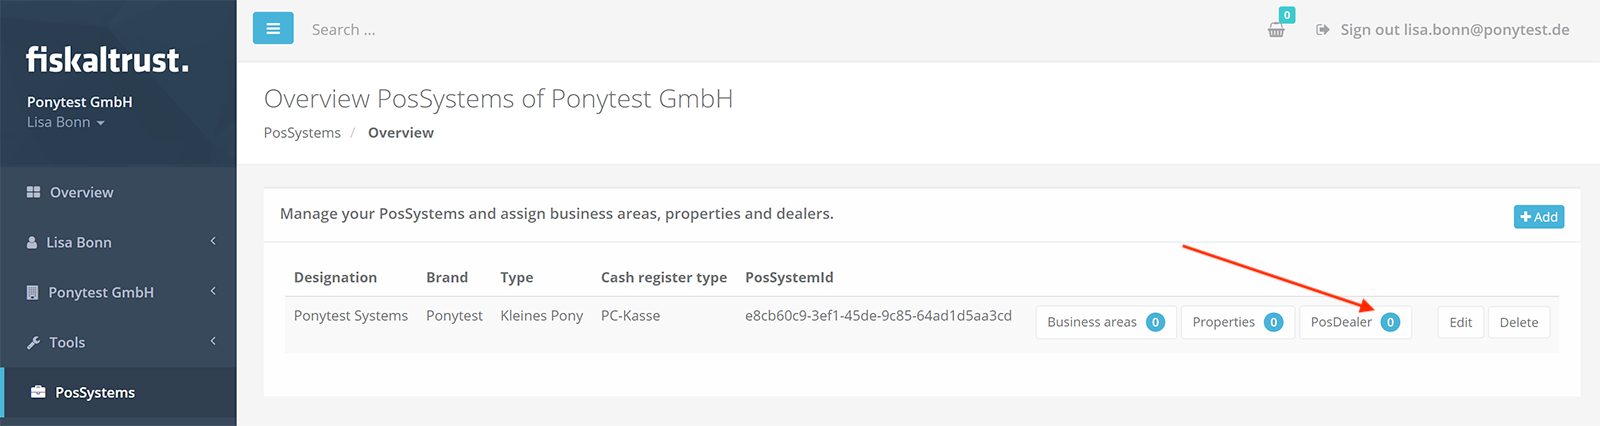 fiskaltrust.
Ponytest GmbH
Lisa Bonn
Overview
Lisa Bonn
Ponytest GmbH
Tools
PosSystems
Search ...
0
Sign out lisa.bonn@ponytest.de
Overview PosSystems of Ponytest GmbH
PosSystems / Overview
Manage your PosSystems and assign business areas, properties and dealers.
Add
Designation Brand Type Cash register type PosSystemId
Ponytest Systems Ponytest Kleines Pony PC-Kasse e8cb60c9-3ef1-45de-9c85-64ad1d5aa3cd Business areas 0 Properties 0 PosDealer 0 Edit Delete